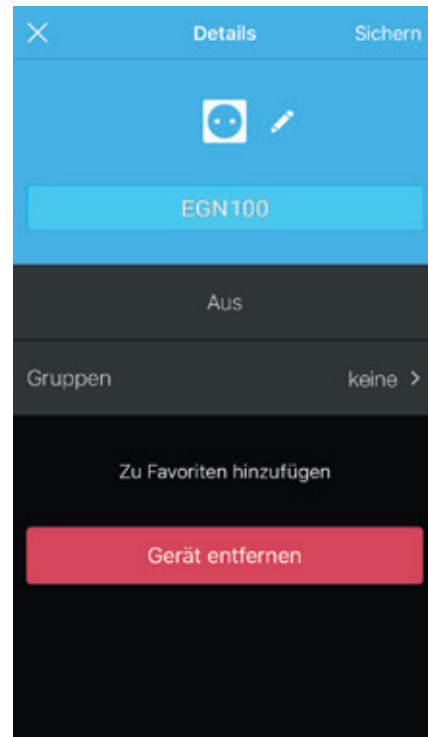 Details Sichern
EGN100
Aus
Gruppen keine
Zu Favoriten hinzufügen
Gerät entfernen